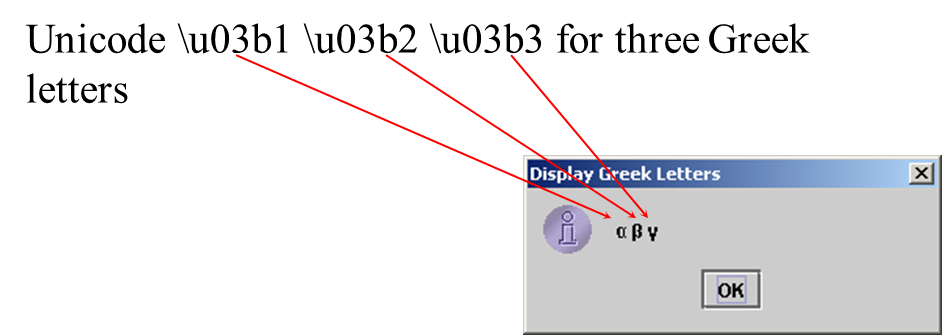 Unicode \u03b1 \u03b2 \u03b3 for three Greek
letters
Display Greek Letters
α β γ
OK